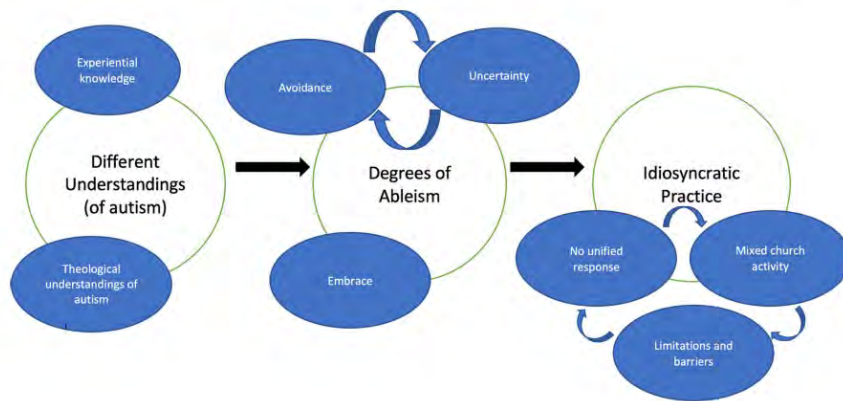 Experiential
knowledge
Different
Understandings
(of autism)
Theological
understandings of
autism
Avoidance
Uncertainty
Degrees of
Ableism
Embrace
Idiosyncratic
Practice
No unified
response
Mixed church
activity
Limitations and
barriers